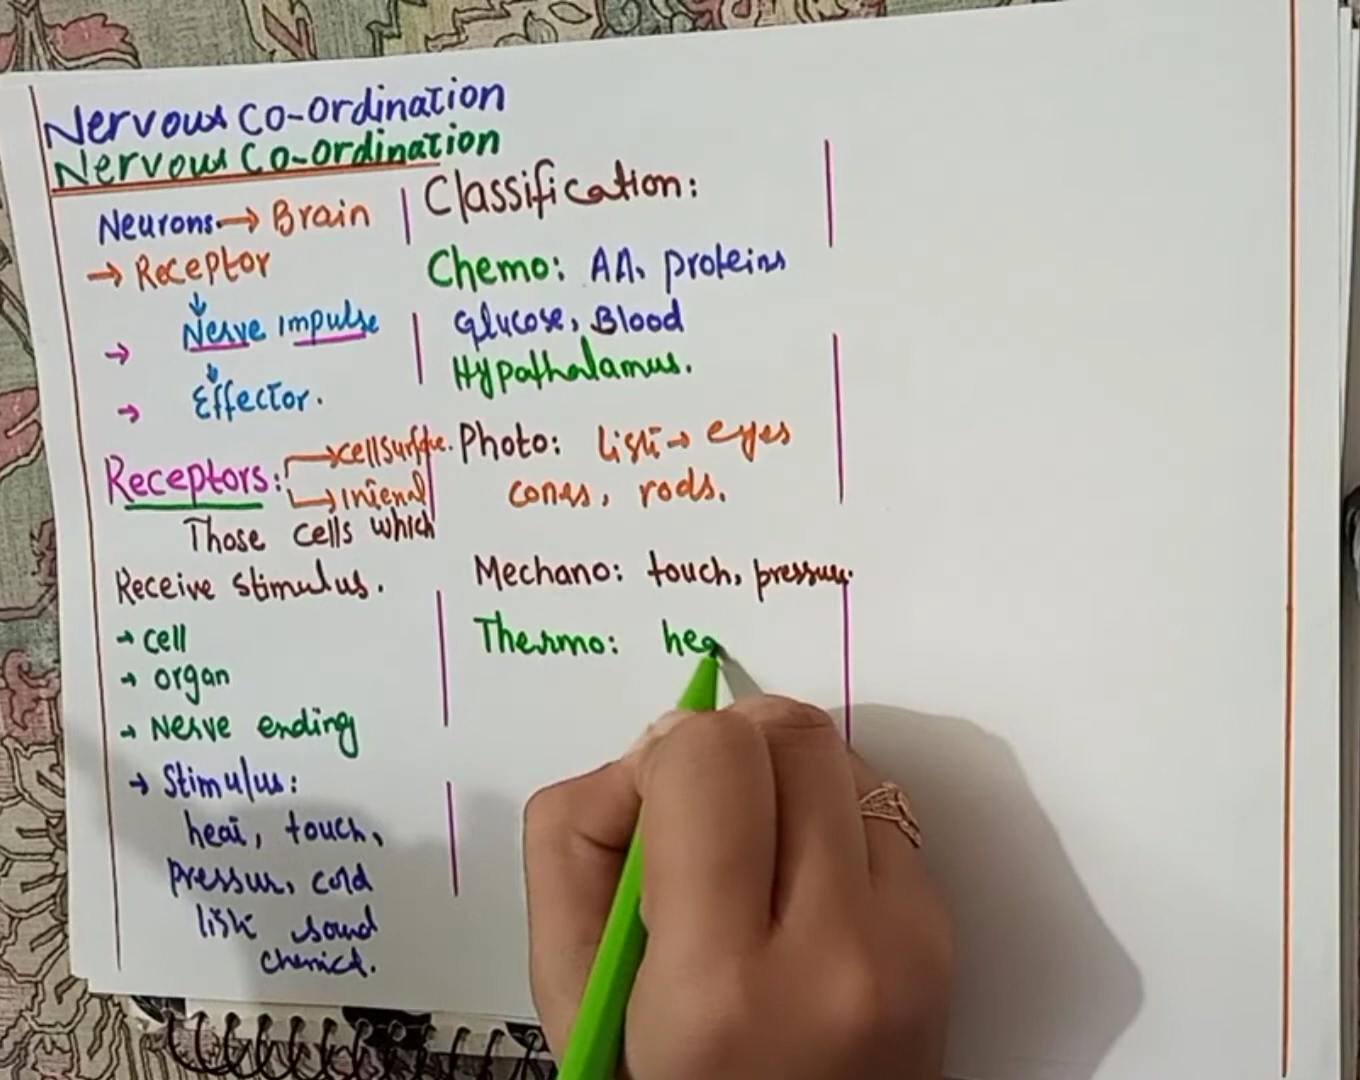 Nervous Co-ordination
Nervous Co-ordination
Neurons → Brain
→ Receptor
↓
→ Nerve impulse
↓
→ Effector.
Receptors: → cell surface.
→ internal
Those cells which
Receive stimulus.
→ cell
→ organ
→ Nerve ending
→ Stimulus:
heat, touch,
pressur, cold
light sound
chemical.
Classification:
Chemo: AA, proteins
Glucose, Blood
Hypothalamus.
Photo: light → eyes
cones, rods.
Mechano: touch, pressure.
Thermo: hea